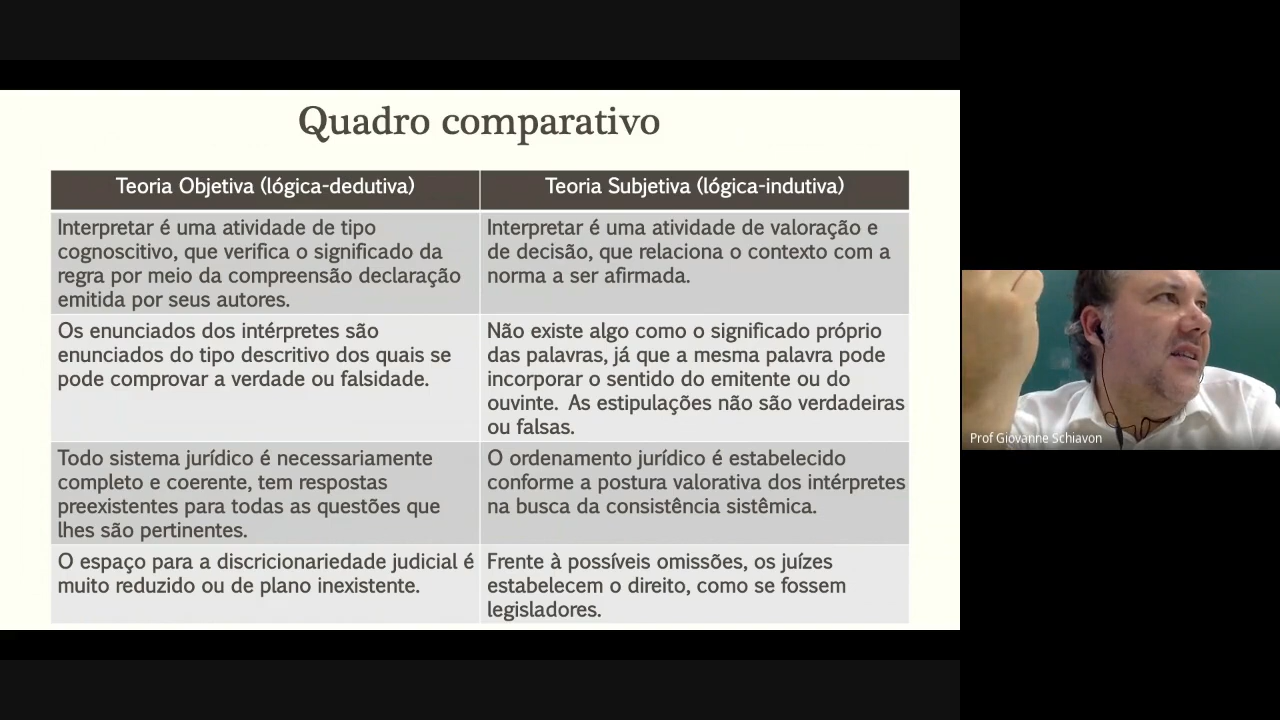 Quadro comparativo
Teoria Objetiva (lógica-dedutiva)
Teoria Subjetiva (lógica-indutiva)
Interpretar é uma atividade de tipo
cognoscitivo, que verifica o significado da
regra por meio da compreensão declaração
emitida por seus autores.
Interpretar é uma atividade de valoração e
de decisão, que relaciona o contexto com a
norma a ser afirmada.
Os enunciados dos intérpretes são
enunciados do tipo descritivo dos quais se
pode comprovar a verdade ou falsidade.
Não existe algo como o significado próprio
das palavras, já que a mesma palavra pode
incorporar o sentido do emitente ou do
ouvinte. As estipulações não são verdadeiras
ou falsas.
Todo sistema jurídico é necessariamente
completo e coerente, tem respostas
preexistentes para todas as questões que
lhes são pertinentes.
O ordenamento jurídico é estabelecido
conforme a postura valorativa dos intérpretes
na busca da consistência sistêmica.
O espaço para a discricionariedade judicial é
muito reduzido ou de plano inexistente.
Frente à possíveis omissões, os juízes
estabelecem o direito, como se fossem
legisladores.
Prof Giovanne Schiavon